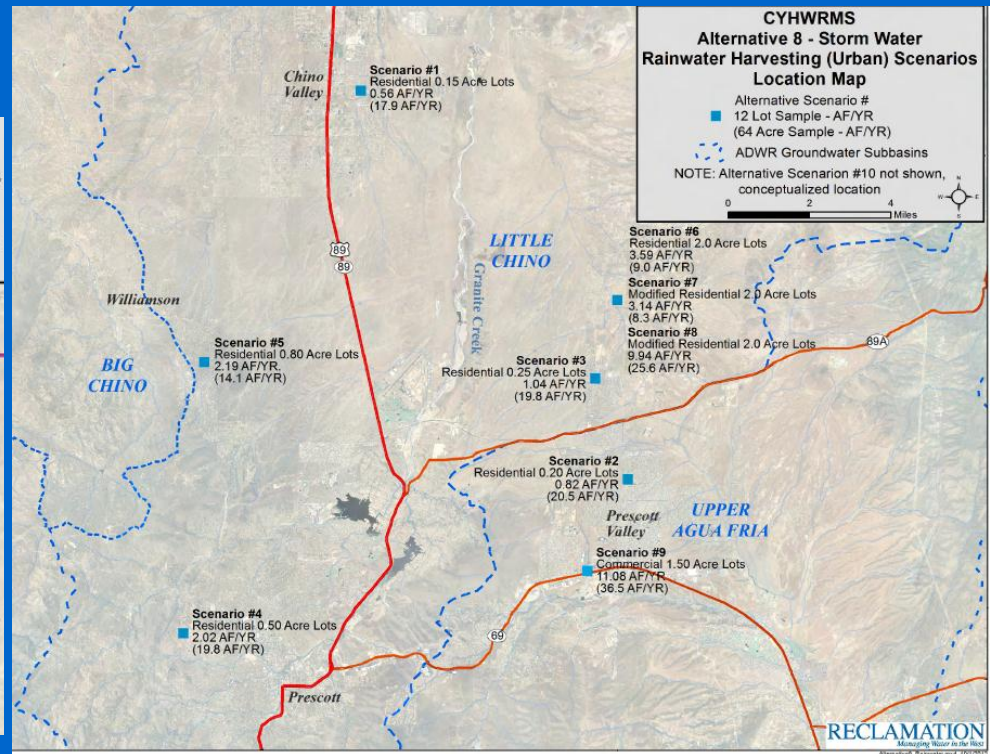 CYHWRMS
Alternative 8 - Storm Water
Rainwater Harvesting (Urban) Scenarios
Location Map
Alternative Scenario #
12 Lot Sample - AF/YR
(64 Acre Sample - AF/YR)
ADWR Groundwater Subbasins
NOTE: Alternative Scenarion #10 not shown,
conceptualized location
N
W
E
S
0 2 4
Miles
Chino
Valley
Scenario #1
Residential 0.15 Acre Lots
0.56 AF/YR
(17.9 AF/YR)
89
89
LITTLE
CHINO
Granite Creek
Scenario #6
Residential 2.0 Acre Lots
3.59 AF/YR
(9.0 AF/YR)
Scenario #7
Modified Residential 2.0 Acre Lots
3.14 AF/YR
(8.3 AF/YR)
Scenario #8
Modified Residential 2.0 Acre Lots
9.94 AF/YR
(25.6 AF/YR)
89A
Williamson
BIG
CHINO
Scenario #5
Residential 0.80 Acre Lots
2.19 AF/YR.
(14.1 AF/YR)
Scenario #3
Residential 0.25 Acre Lots
1.04 AF/YR
(19.8 AF/YR)
Scenario #2
Residential 0.20 Acre Lots
0.82 AF/YR
(20.5 AF/YR)
Prescott
Valley
UPPER
AGUA FRIA
Scenario #9
Commercial 1.50 Acre Lots
11.08 AF/YR
(36.5 AF/YR)
Scenario #4
Residential 0.50 Acre Lots
2.02 AF/YR
(19.8 AF/YR)
69
Prescott
RECLAMATION
Managing Water in the West